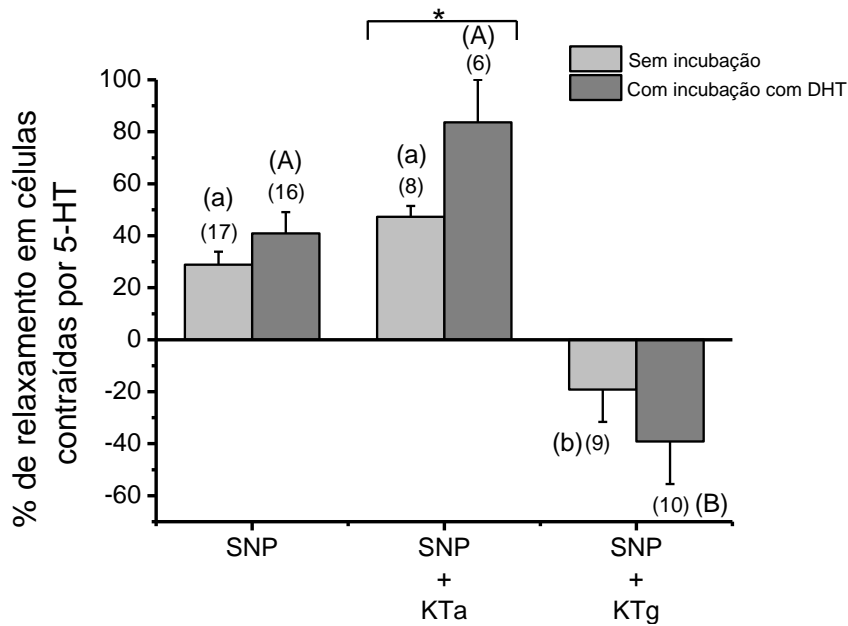 *
(A)
(6)
Sem incubação
Com incubação com DHT
% de relaxamento em células
contraídas por 5-HT
100
80
60
40
20
0
-20
-40
-60
(a)
(17)
(A)
(16)
(a)
(8)
(b) (9)
(10) (B)
SNP
SNP
+
KTa
SNP
+
KTg